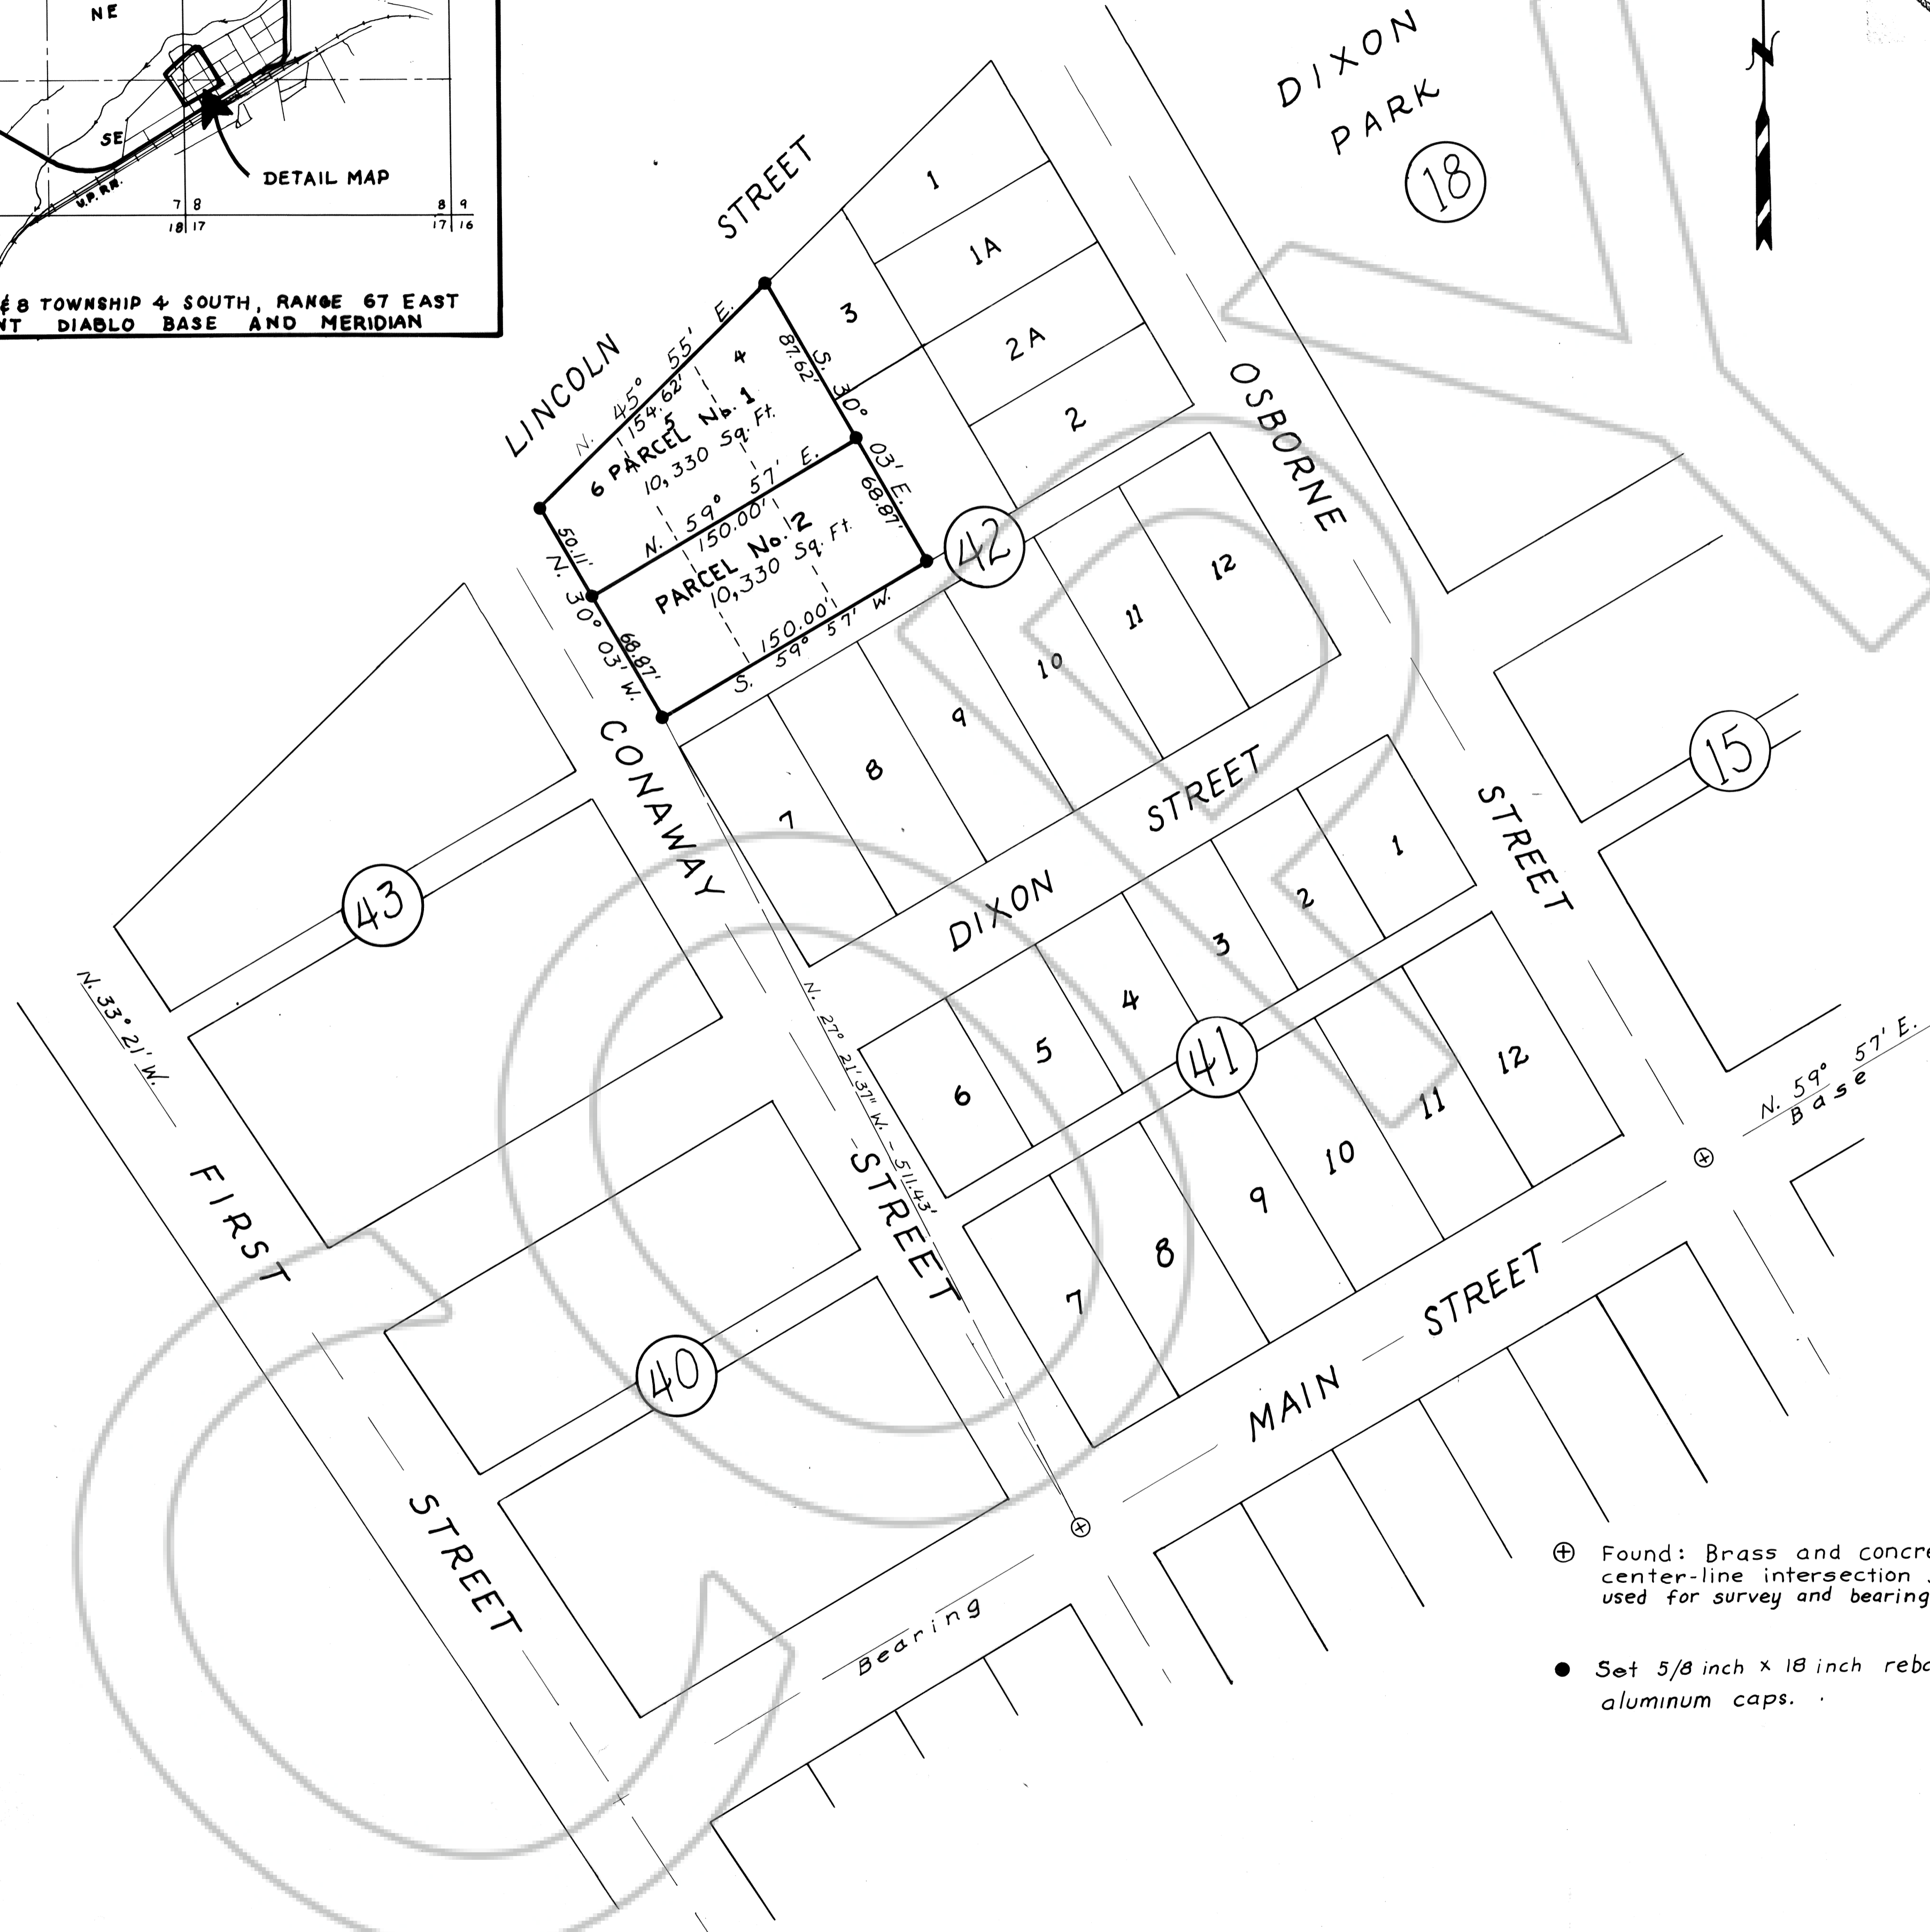 NE
SE
U.P. RR.
DETAIL MAP
7 8
18 17
8 9
17 16
& 8 TOWNSHIP 4 SOUTH, RANGE 67 EAST
NT DIABLO BASE AND MERIDIAN
N
DIXON
PARK
18
LINCOLN STREET
N. 45° 55' E.
154.62'
4
5
6
PARCEL No. 1
10,330 Sq. Ft.
87.62'
S. 30° 03' E.
68.87'
N. 59° 57' E.
150.00'
PARCEL No. 2
10,330 Sq. Ft.
150.00'
S. 59° 57' W.
50.11'
N. 30° 03' W.
68.87'
1
1A
3
2A
2
42
12
11
10
9
8
7
OSBORNE STREET
15
CONAWAY STREET
N. 27° 21' 37" W. - 511.43'
43
DIXON STREET
1
2
3
4
5
6
41
12
11
10
9
8
7
N. 33° 21' W.
FIRST STREET
40
MAIN STREET
N. 59° 57' E.
Base
Bearing
Found: Brass and concre
center-line intersection
used for survey and bearing
Set 5/8 inch x 18 inch reba
aluminum caps.
COPY